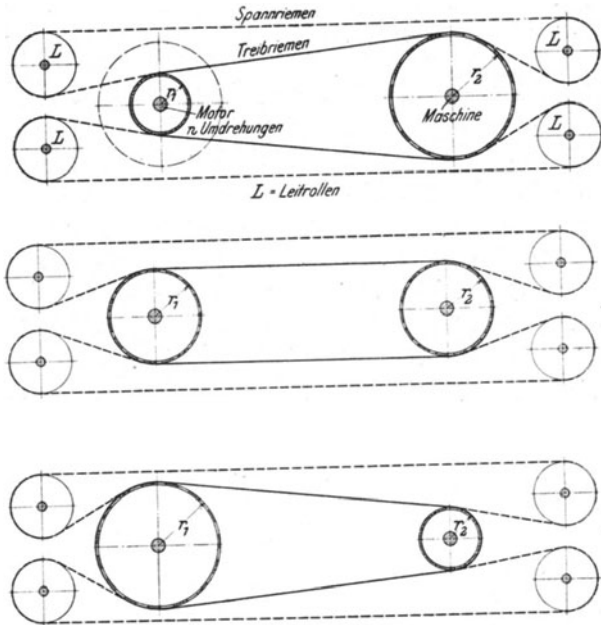 Spannriemen
L
Treibriemen
L
r₁
r₂
Motor
n Umdrehungen
Maschine
L
L
L = Leitrollen
r₁
r₂
r₁
r₂